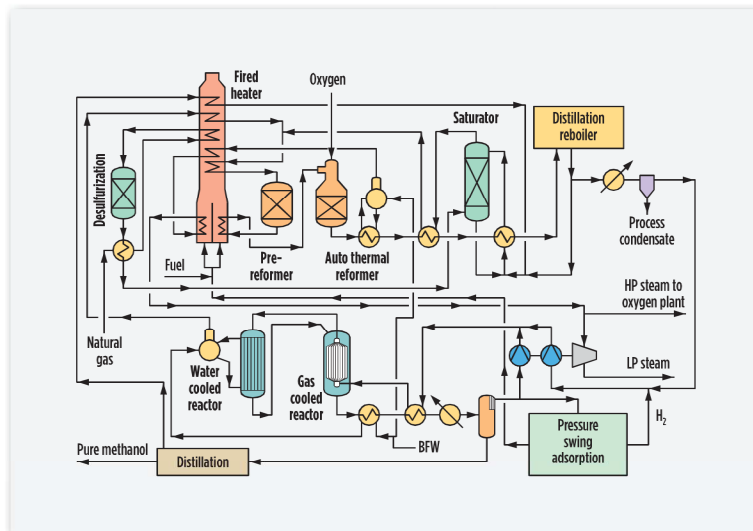 Fired
heater
Oxygen
Saturator
Distillation
reboiler
Desulfurization
Process
condensate
Pre-
reformer
Auto thermal
reformer
Fuel
HP steam to
oxygen plant
Natural
gas
Water
cooled
reactor
Gas
cooled
reactor
LP steam
H2
Pressure
swing
adsorption
BFW
Pure methanol
Distillation